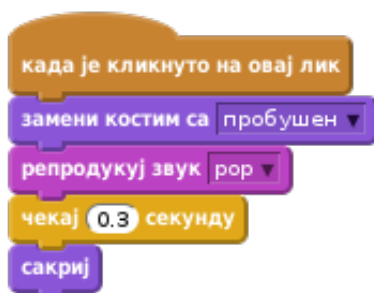 када је кликнуто на овај лик
замени костим са пробушен
репродукуј звук pop
чекај 0.3 секунду
сакриј